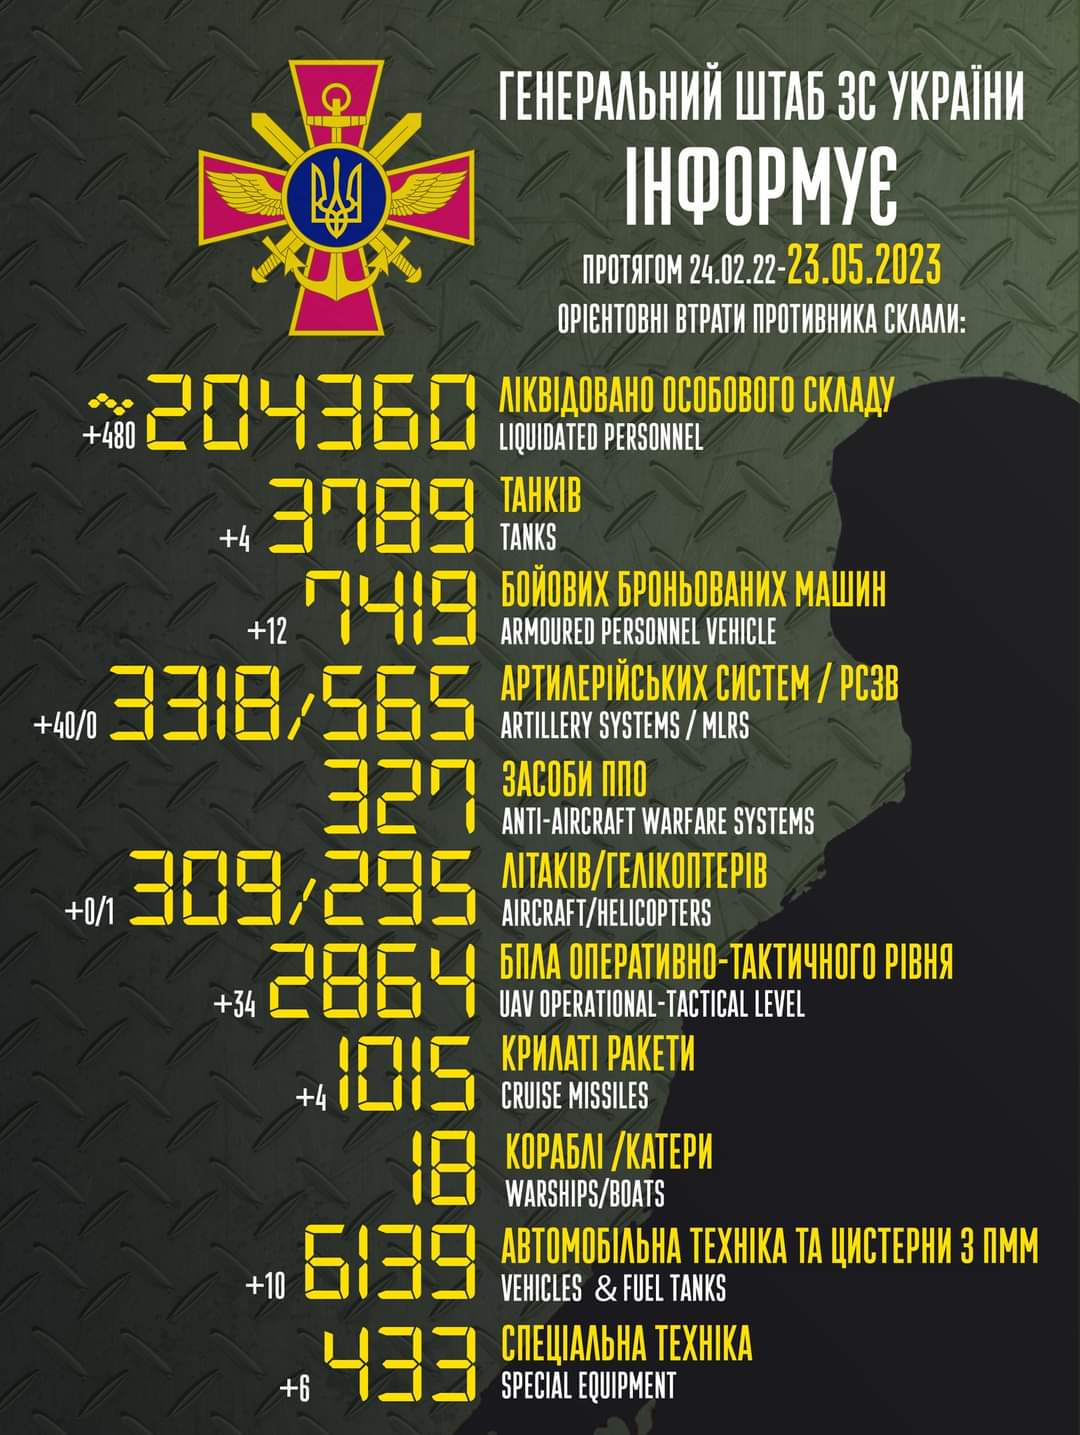 ГЕНЕРАЛЬНИЙ ШТАБ ЗС УКРАЇНИ
ІНФОРМУЄ
ПРОТЯГОМ 24.02.22-23.05.2023
ОРІЄНТОВНІ ВТРАТИ ПРОТИВНИКА СКЛАЛИ:
+480 ≈204360 ЛІКВІДОВАНО ОСОБОВОГО СКЛАДУ
LIQUIDATED PERSONNEL
+4 3789 ТАНКІВ
TANKS
+12 7419 БОЙОВИХ БРОНЬОВАНИХ МАШИН
ARMOURED PERSONNEL VEHICLE
+40/0 3318/565 АРТИЛЕРІЙСЬКИХ СИСТЕМ / РСЗВ
ARTILLERY SYSTEMS / MLRS
327 ЗАСОБИ ППО
ANTI-AIRCRAFT WARFARE SYSTEMS
+0/1 309/295 ЛІТАКІВ/ГЕЛІКОПТЕРІВ
AIRCRAFT/HELICOPTERS
+34 2864 БПЛА ОПЕРАТИВНО-ТАКТИЧНОГО РІВНЯ
UAV OPERATIONAL-TACTICAL LEVEL
+4 1015 КРИЛАТІ РАКЕТИ
CRUISE MISSILES
18 КОРАБЛІ /КАТЕРИ
WARSHIPS/BOATS
+10 6139 АВТОМОБІЛЬНА ТЕХНІКА ТА ЦИСТЕРНИ З ПММ
VEHICLES & FUEL TANKS
+6 433 СПЕЦІАЛЬНА ТЕХНІКА
SPECIAL EQUIPMENT